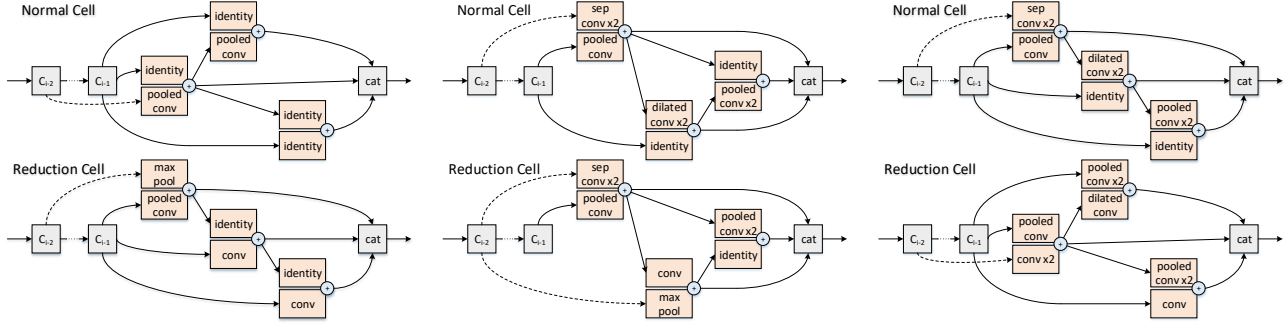 Normal Cell
identity
pooled
conv
C_{i-2}
C_{i-1}
identity
pooled
conv
cat
identity
identity
Normal Cell
sep
conv x2
pooled
conv
C_{i-2}
C_{i-1}
identity
pooled
conv x2
cat
dilated
conv x2
identity
Normal Cell
sep
conv x2
pooled
conv
C_{i-2}
C_{i-1}
dilated
conv x2
identity
cat
pooled
conv x2
identity
Reduction Cell
max
pool
pooled
conv
C_{i-2}
C_{i-1}
identity
conv
cat
identity
conv
Reduction Cell
sep
conv x2
pooled
conv
C_{i-2}
C_{i-1}
pooled
conv x2
identity
cat
conv
max
pool
Reduction Cell
pooled
conv x2
dilated
conv
C_{i-2}
C_{i-1}
pooled
conv
conv x2
cat
pooled
conv x2
conv